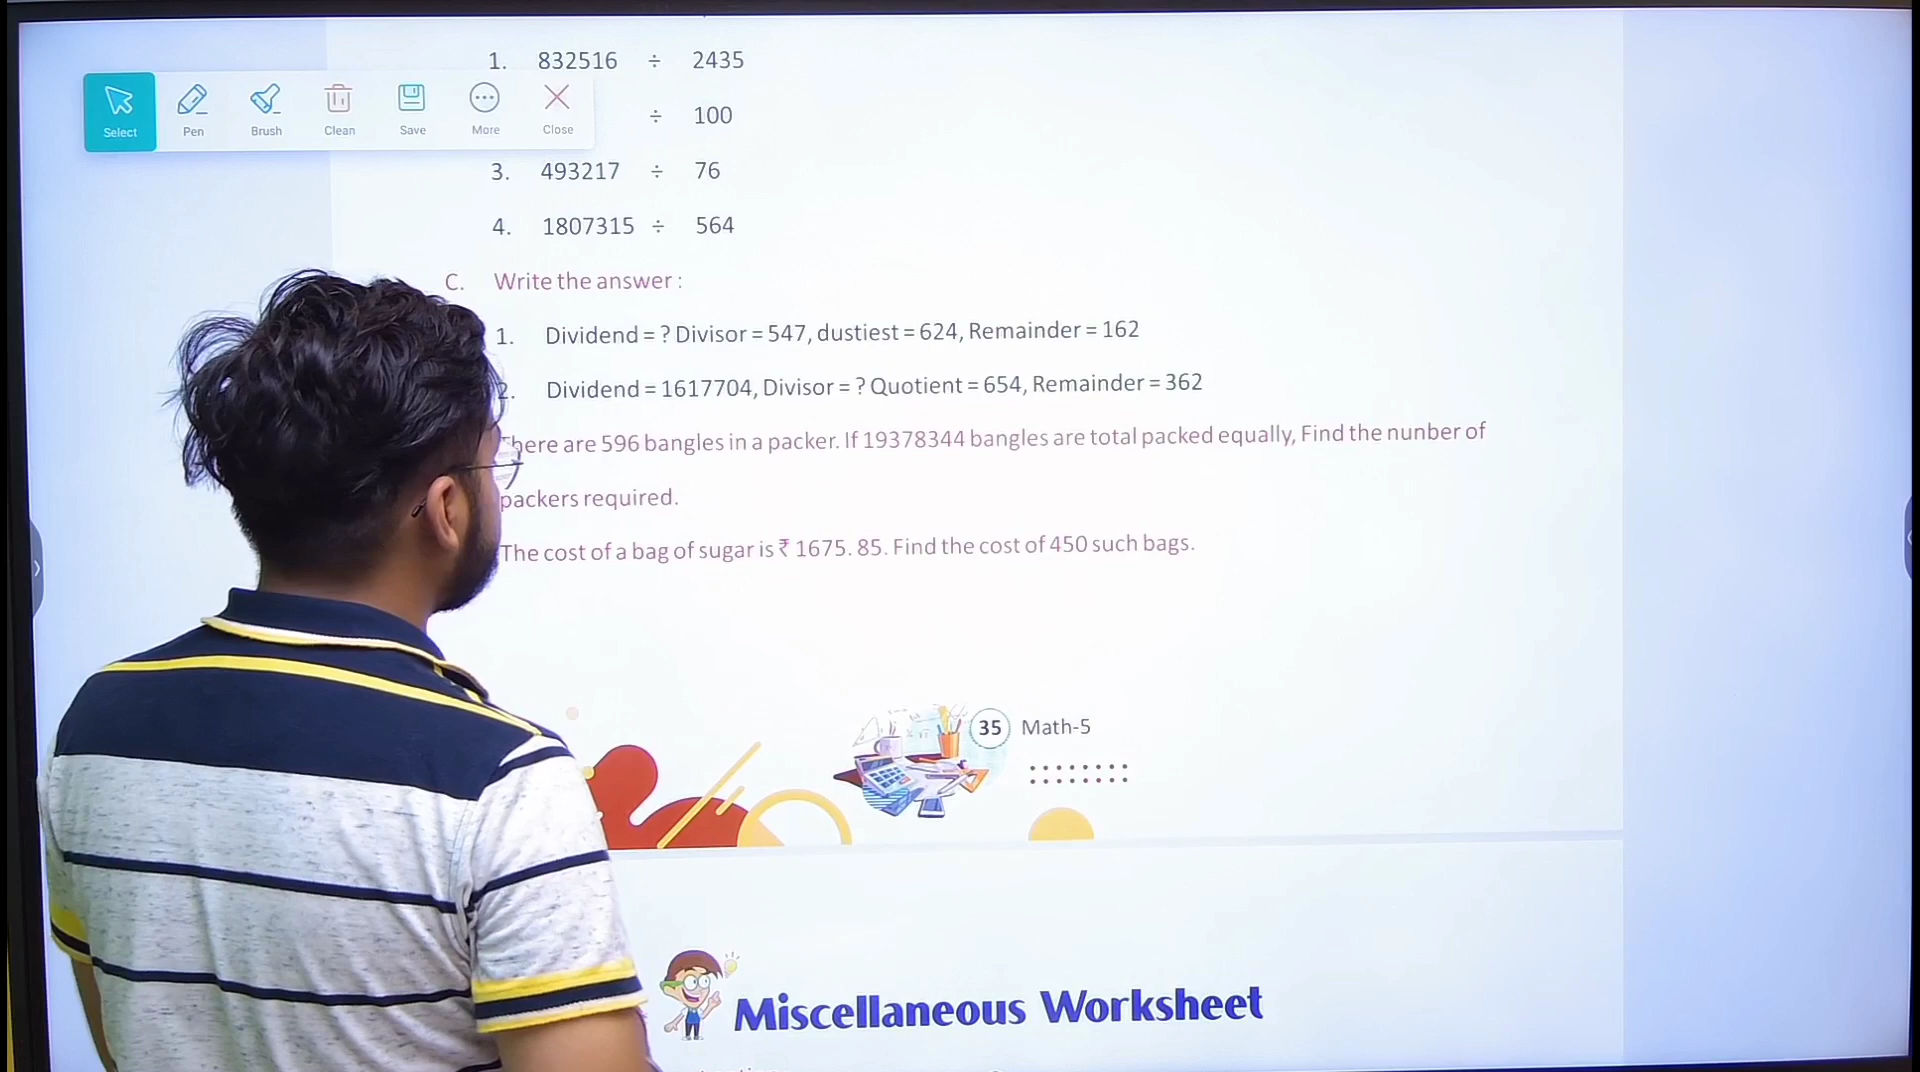 1. 832516 ÷ 2435
Select Pen Brush Clean Save More Close
÷ 100
3. 493217 ÷ 76
4. 1807315 ÷ 564
C. Write the answer :
1. Dividend = ? Divisor = 547, dustiest = 624, Remainder = 162
2. Dividend = 1617704, Divisor = ? Quotient = 654, Remainder = 362
There are 596 bangles in a packer. If 19378344 bangles are total packed equally, Find the nunber of
packers required.
The cost of a bag of sugar is ₹ 1675. 85. Find the cost of 450 such bags.
35 Math-5
Miscellaneous Worksheet